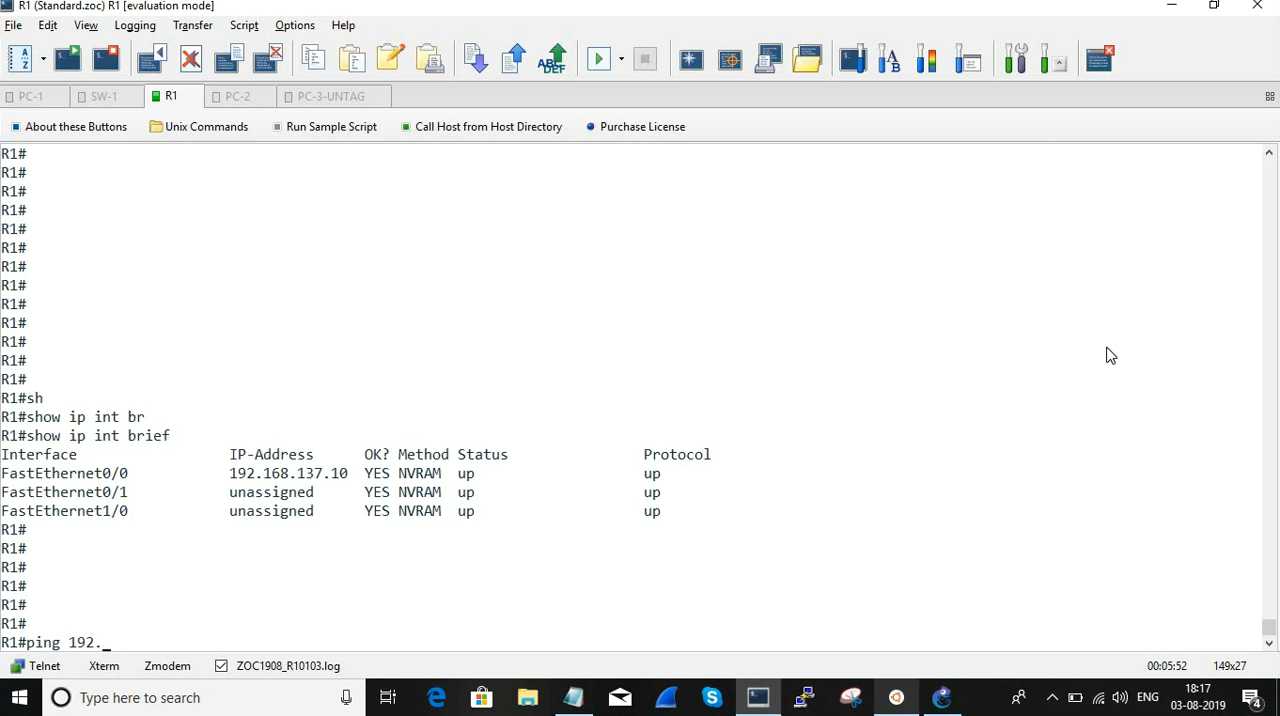 R1 (Standard.zoc) R1 [evaluation mode]
File Edit View Logging Transfer Script Options Help
PC-1 SW-1 R1 PC-2 PC-3-UNTAG
About these Buttons Unix Commands Run Sample Script Call Host from Host Directory Purchase License
R1#
R1#
R1#
R1#
R1#
R1#
R1#
R1#
R1#
R1#
R1#
R1#
R1#
R1#sh
R1#show ip int br
R1#show ip int brief
Interface IP-Address OK? Method Status Protocol
FastEthernet0/0 192.168.137.10 YES NVRAM up up
FastEthernet0/1 unassigned YES NVRAM up up
FastEthernet1/0 unassigned YES NVRAM up up
R1#
R1#
R1#
R1#
R1#
R1#
R1#ping 192._
Telnet Xterm Zmodem ZOC1908_R10103.log 00:05:52 149x27
Type here to search ENG 18:17
03-08-2019 4